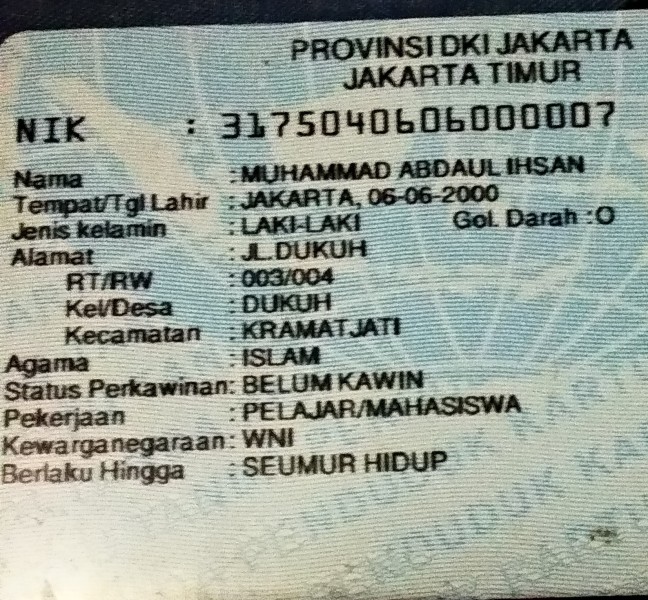 PROVINSI DKI JAKARTA
JAKARTA TIMUR
NIK : 3175040606000007
Nama : MUHAMMAD ABDAUL IHSAN
Tempat/Tgl Lahir : JAKARTA, 06-06-2000
Jenis kelamin : LAKI-LAKI Gol. Darah : O
Alamat : JL.DUKUH
RT/RW : 003/004
Kel/Desa : DUKUH
Kecamatan : KRAMATJATI
Agama : ISLAM
Status Perkawinan: BELUM KAWIN
Pekerjaan : PELAJAR/MAHASISWA
Kewarganegaraan: WNI
Berlaku Hingga : SEUMUR HIDUP